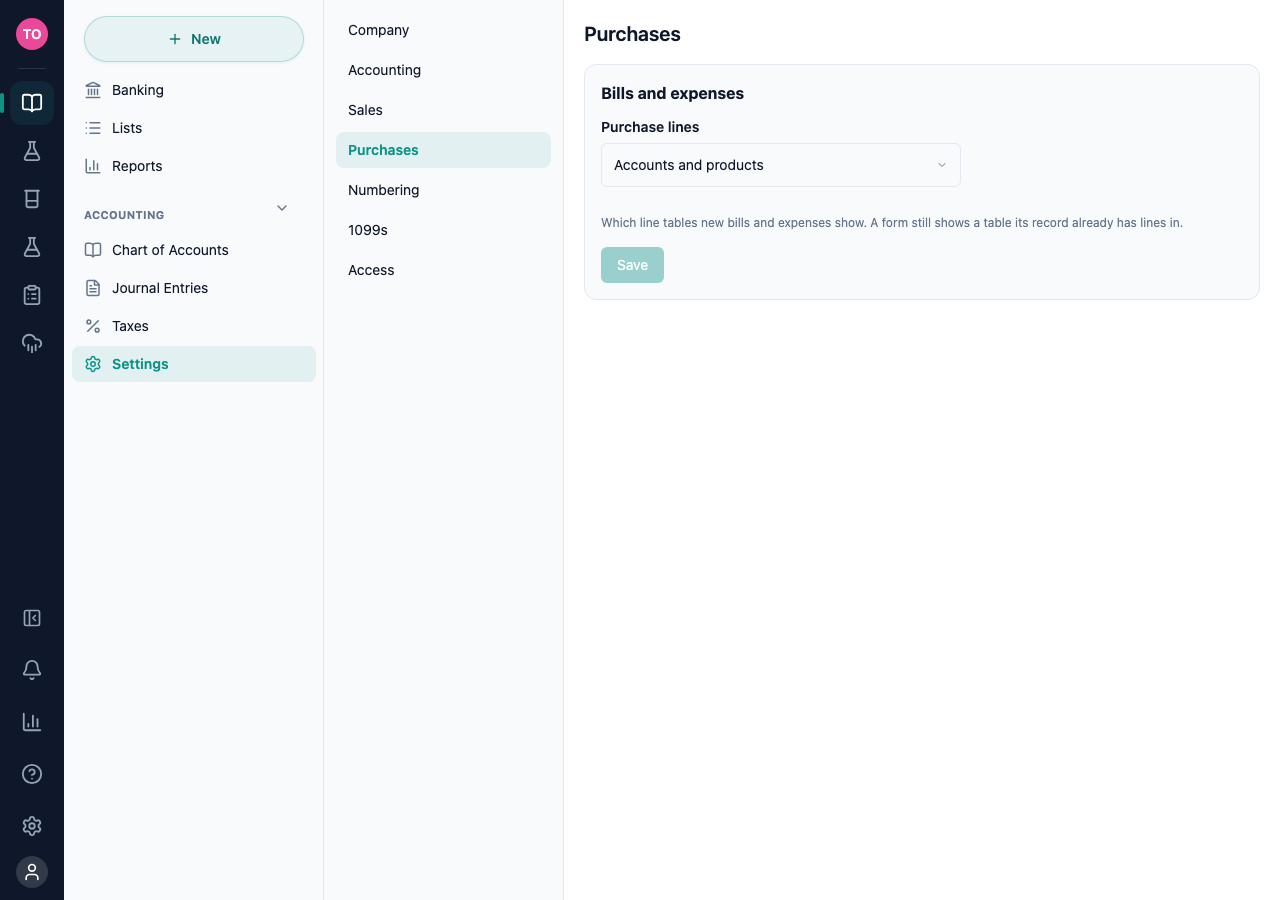 TO
New
Banking
Lists
Reports
ACCOUNTING
Chart of Accounts
Journal Entries
Taxes
Settings
Company
Accounting
Sales
Purchases
Numbering
1099s
Access
Purchases
Bills and expenses
Purchase lines
Accounts and products
Which line tables new bills and expenses show. A form still shows a table its record already has lines in.
Save